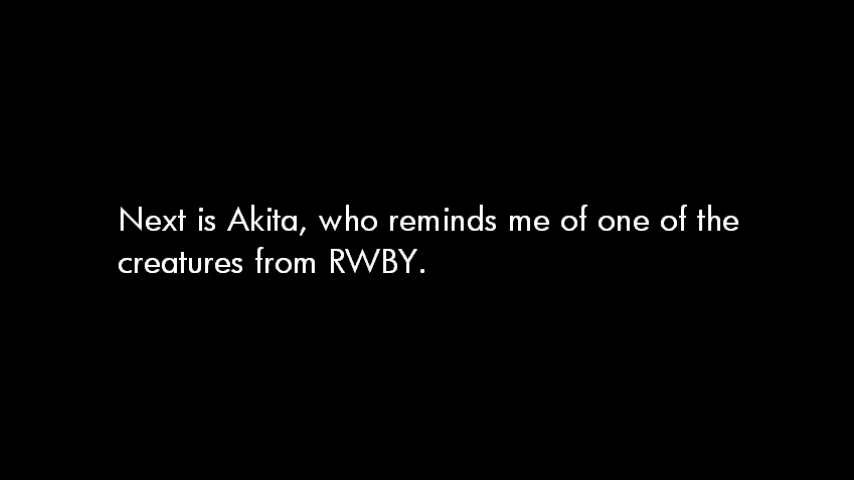 Next is Akita, who reminds me of one of the
creatures from RWBY.